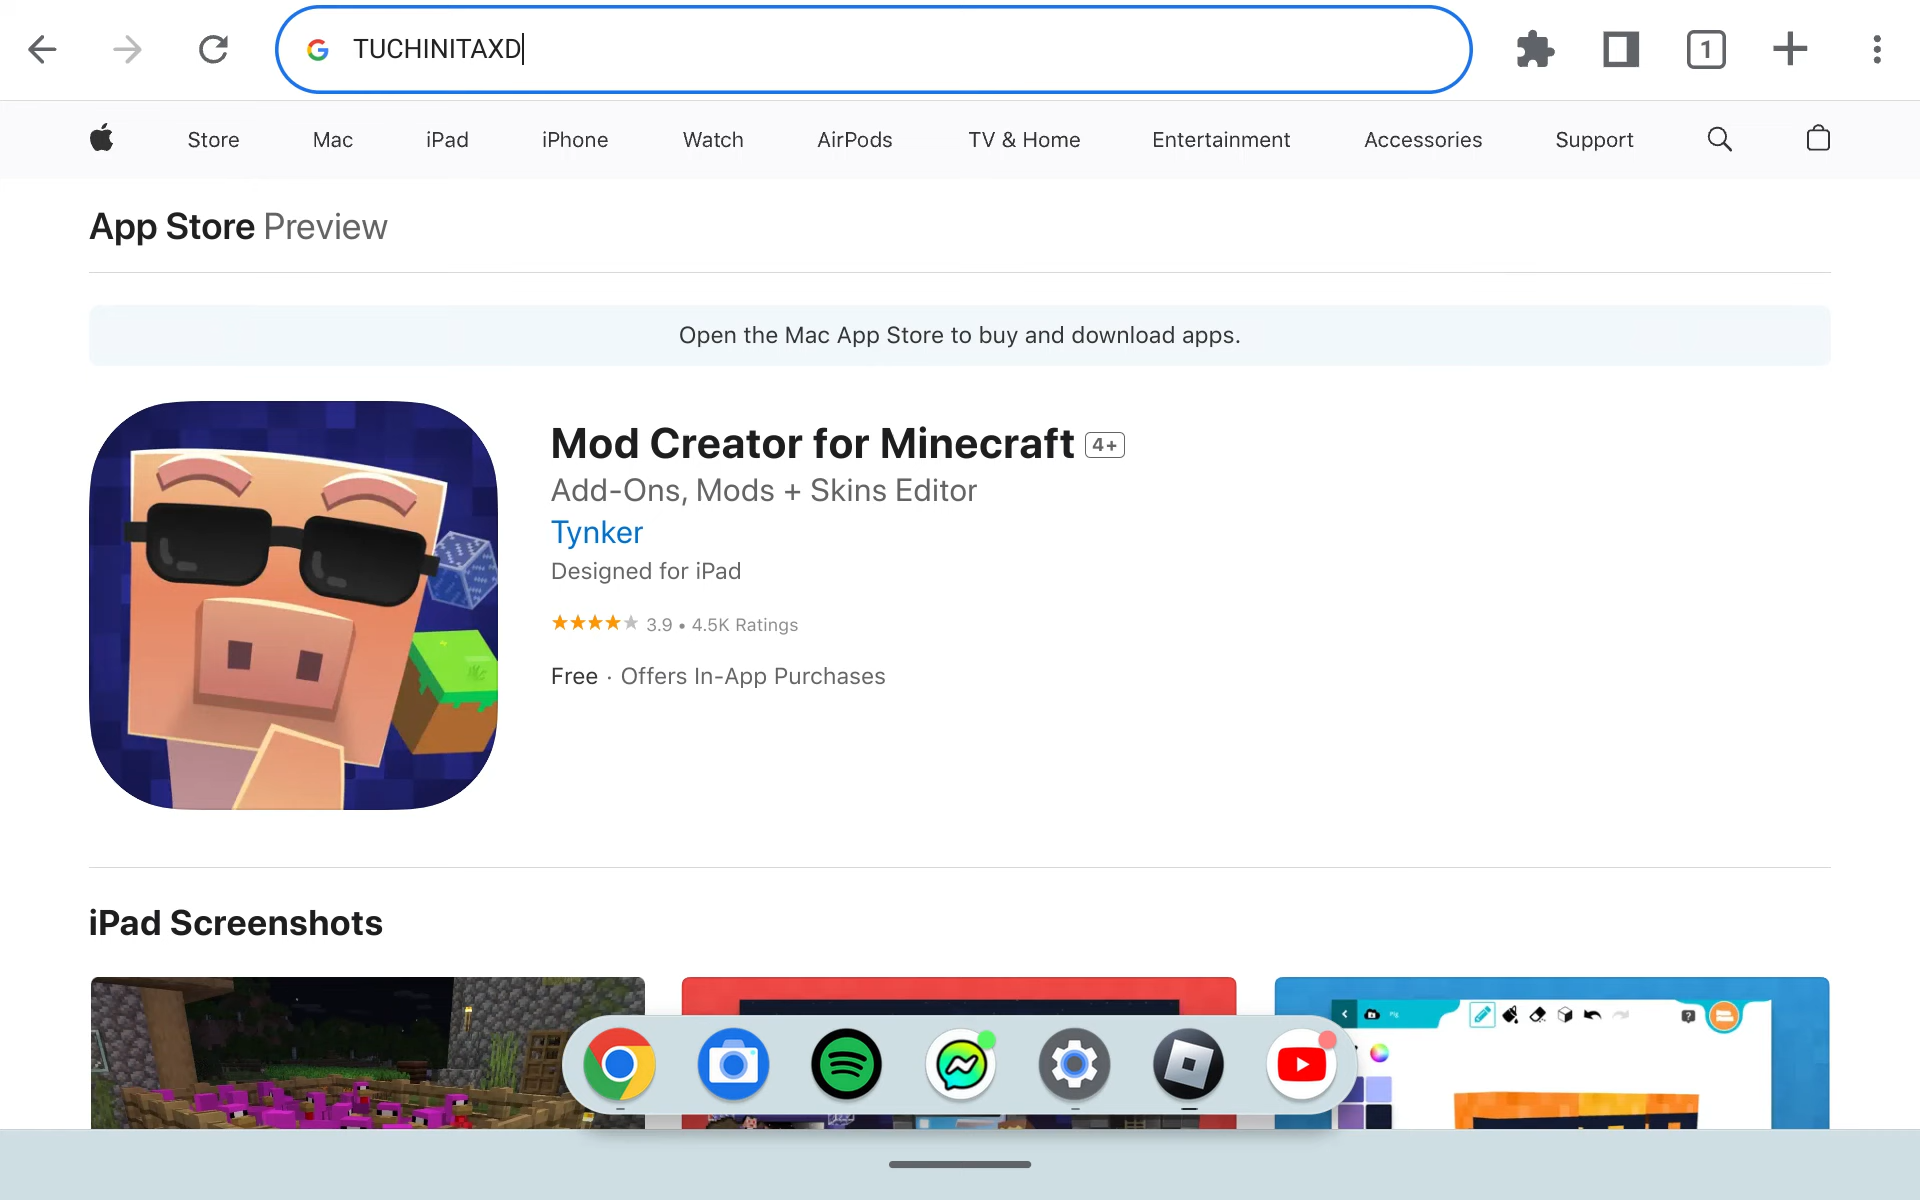 TUCHINITAXD
1
Store Mac iPad iPhone Watch AirPods TV & Home Entertainment Accessories Support
App Store Preview
Open the Mac App Store to buy and download apps.
Mod Creator for Minecraft 4+
Add-Ons, Mods + Skins Editor
Tynker
Designed for iPad
3.9 • 4.5K Ratings
Free · Offers In-App Purchases
iPad Screenshots
Pig